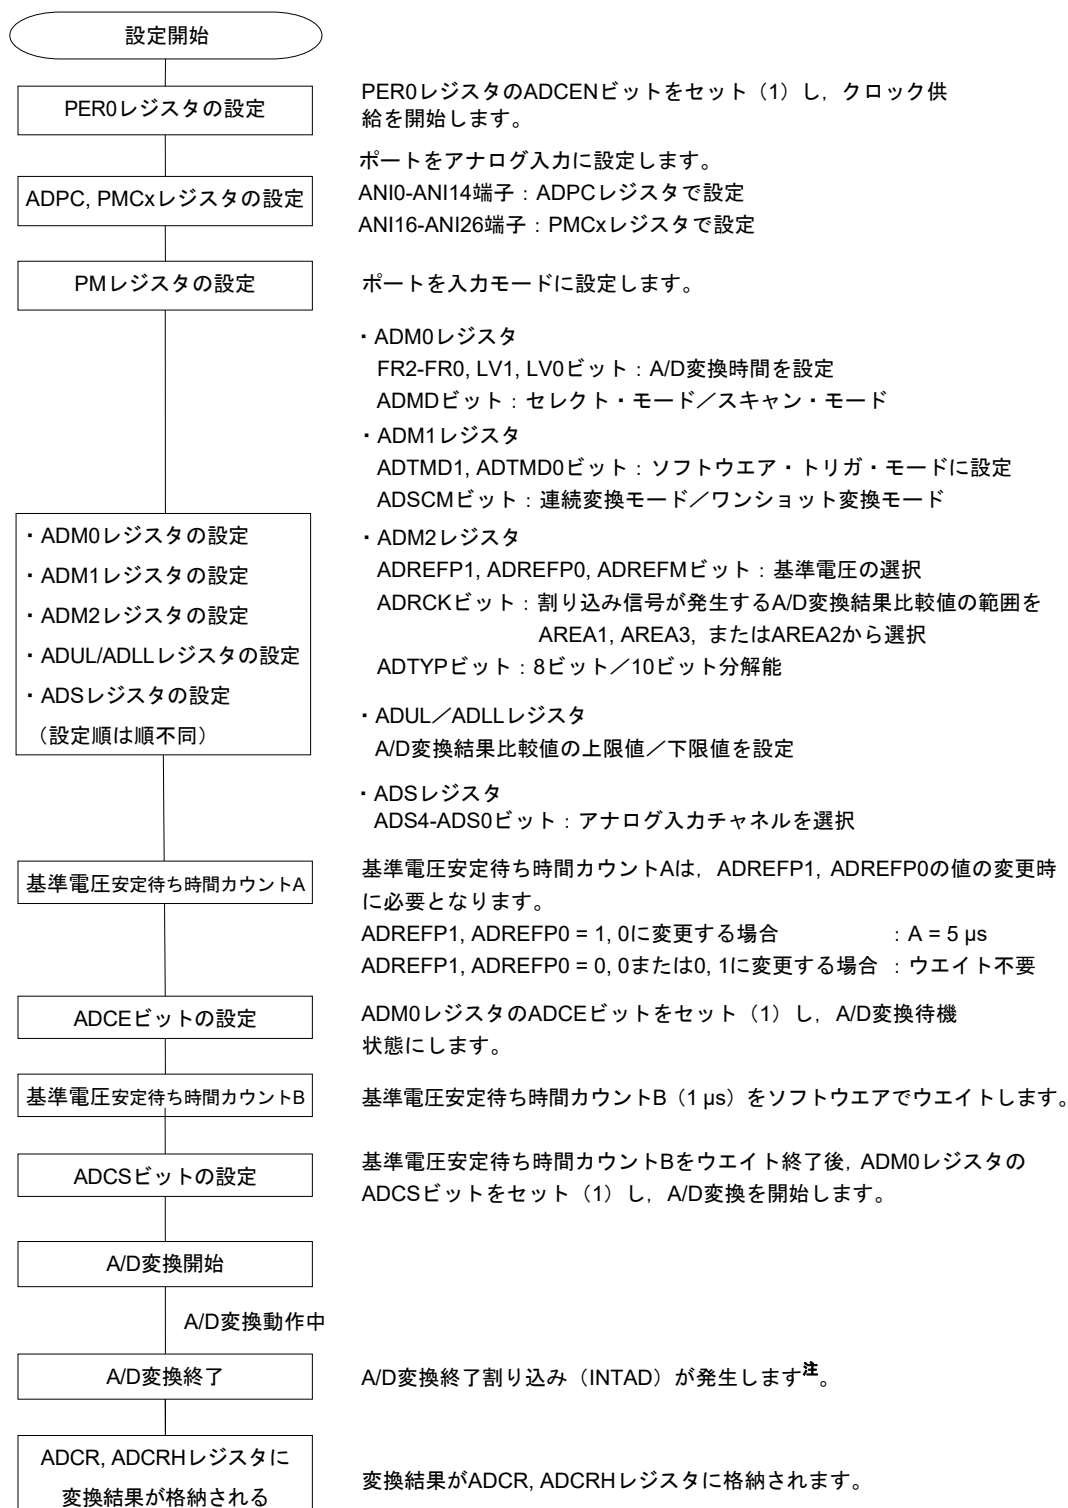 設定開始
PER0レジスタの設定
PER0レジスタのADCENビットをセット（1）し，クロック供
給を開始します。
ADPC, PMCxレジスタの設定
ポートをアナログ入力に設定します。
ANI0-ANI14端子：ADPCレジスタで設定
ANI16-ANI26端子：PMCxレジスタで設定
PMレジスタの設定
ポートを入力モードに設定します。
・ADM0レジスタの設定
・ADM1レジスタの設定
・ADM2レジスタの設定
・ADUL/ADLLレジスタの設定
・ADSレジスタの設定
（設定順は順不同）
・ADM0レジスタ
FR2-FR0, LV1, LV0ビット：A/D変換時間を設定
ADMDビット：セレクト・モード／スキャン・モード
・ADM1レジスタ
ADTMD1, ADTMD0ビット：ソフトウエア・トリガ・モードに設定
ADSCMビット：連続変換モード／ワンショット変換モード
・ADM2レジスタ
ADREFP1, ADREFP0, ADREFMビット：基準電圧の選択
ADRCKビット：割り込み信号が発生するA/D変換結果比較値の範囲を
AREA1, AREA3，またはAREA2から選択
ADTYPビット：8ビット／10ビット分解能
・ADUL／ADLLレジスタ
A/D変換結果比較値の上限値／下限値を設定
・ADSレジスタ
ADS4-ADS0ビット：アナログ入力チャネルを選択
基準電圧安定待ち時間カウントA
基準電圧安定待ち時間カウントAは，ADREFP1, ADREFP0の値の変更時
に必要となります。
ADREFP1, ADREFP0 = 1, 0に変更する場合 ：A = 5 µs
ADREFP1, ADREFP0 = 0, 0または0, 1に変更する場合 ：ウエイト不要
ADCEビットの設定
ADM0レジスタのADCEビットをセット（1）し，A/D変換待機
状態にします。
基準電圧安定待ち時間カウントB
基準電圧安定待ち時間カウントB（1 µs）をソフトウエアでウエイトします。
ADCSビットの設定
基準電圧安定待ち時間カウントBをウエイト終了後, ADM0レジスタの
ADCSビットをセット（1）し，A/D変換を開始します。
A/D変換開始
A/D変換動作中
A/D変換終了
A/D変換終了割り込み（INTAD）が発生します注。
ADCR, ADCRHレジスタに
変換結果が格納される
変換結果がADCR, ADCRHレジスタに格納されます。